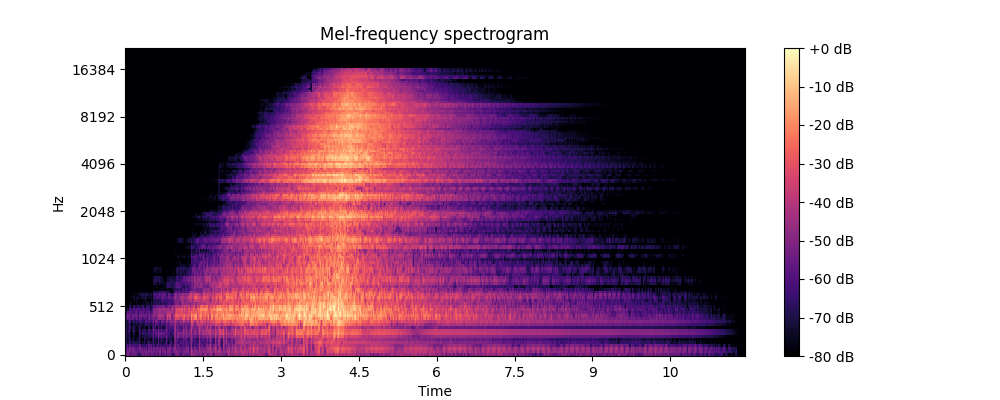 Mel-frequency spectrogram
16384
8192
4096
2048
1024
512
0
Hz
0 1.5 3 4.5 6 7.5 9 10
Time
+0 dB
-10 dB
-20 dB
-30 dB
-40 dB
-50 dB
-60 dB
-70 dB
-80 dB